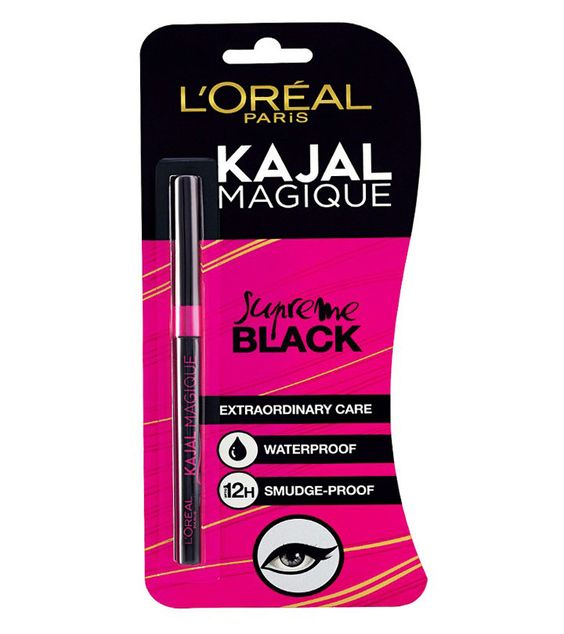 L'ORÉAL
PARIS
KAJAL
MAGIQUE
Supreme
BLACK
EXTRAORDINARY CARE
WATERPROOF
12H SMUDGE-PROOF
KAJAL MAGIQUE
L'ORÉAL
PARIS